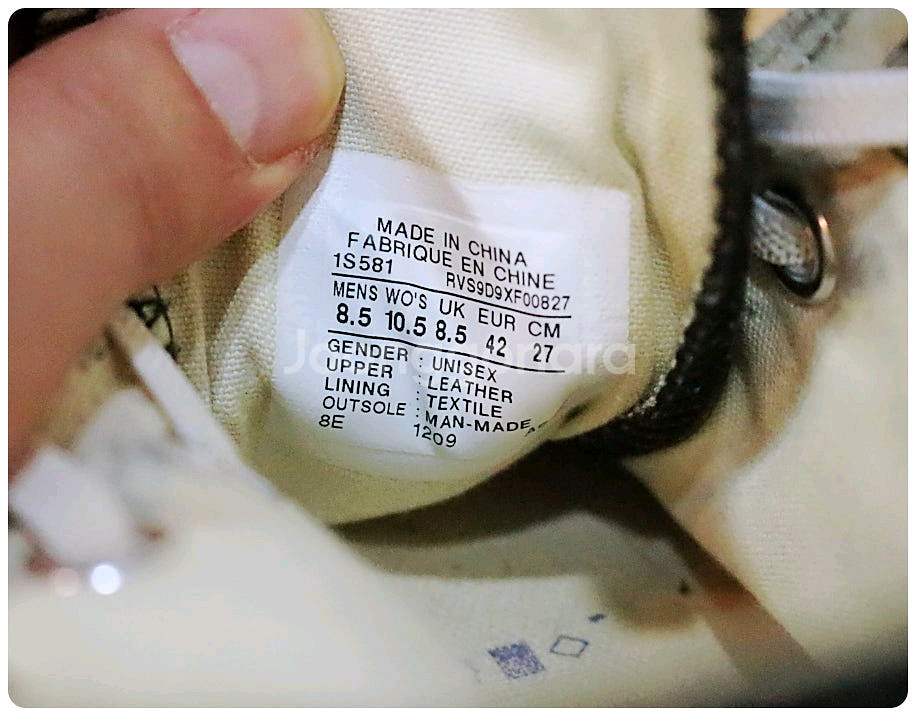 MADE IN CHINA
FABRIQUE EN CHINE
1S581 RVS9D9XF00827
MENS WO'S UK EUR CM
8.5 10.5 8.5 42 27
GENDER : UNISEX
UPPER : LEATHER
LINING : TEXTILE
OUTSOLE : MAN-MADE
8E 1209